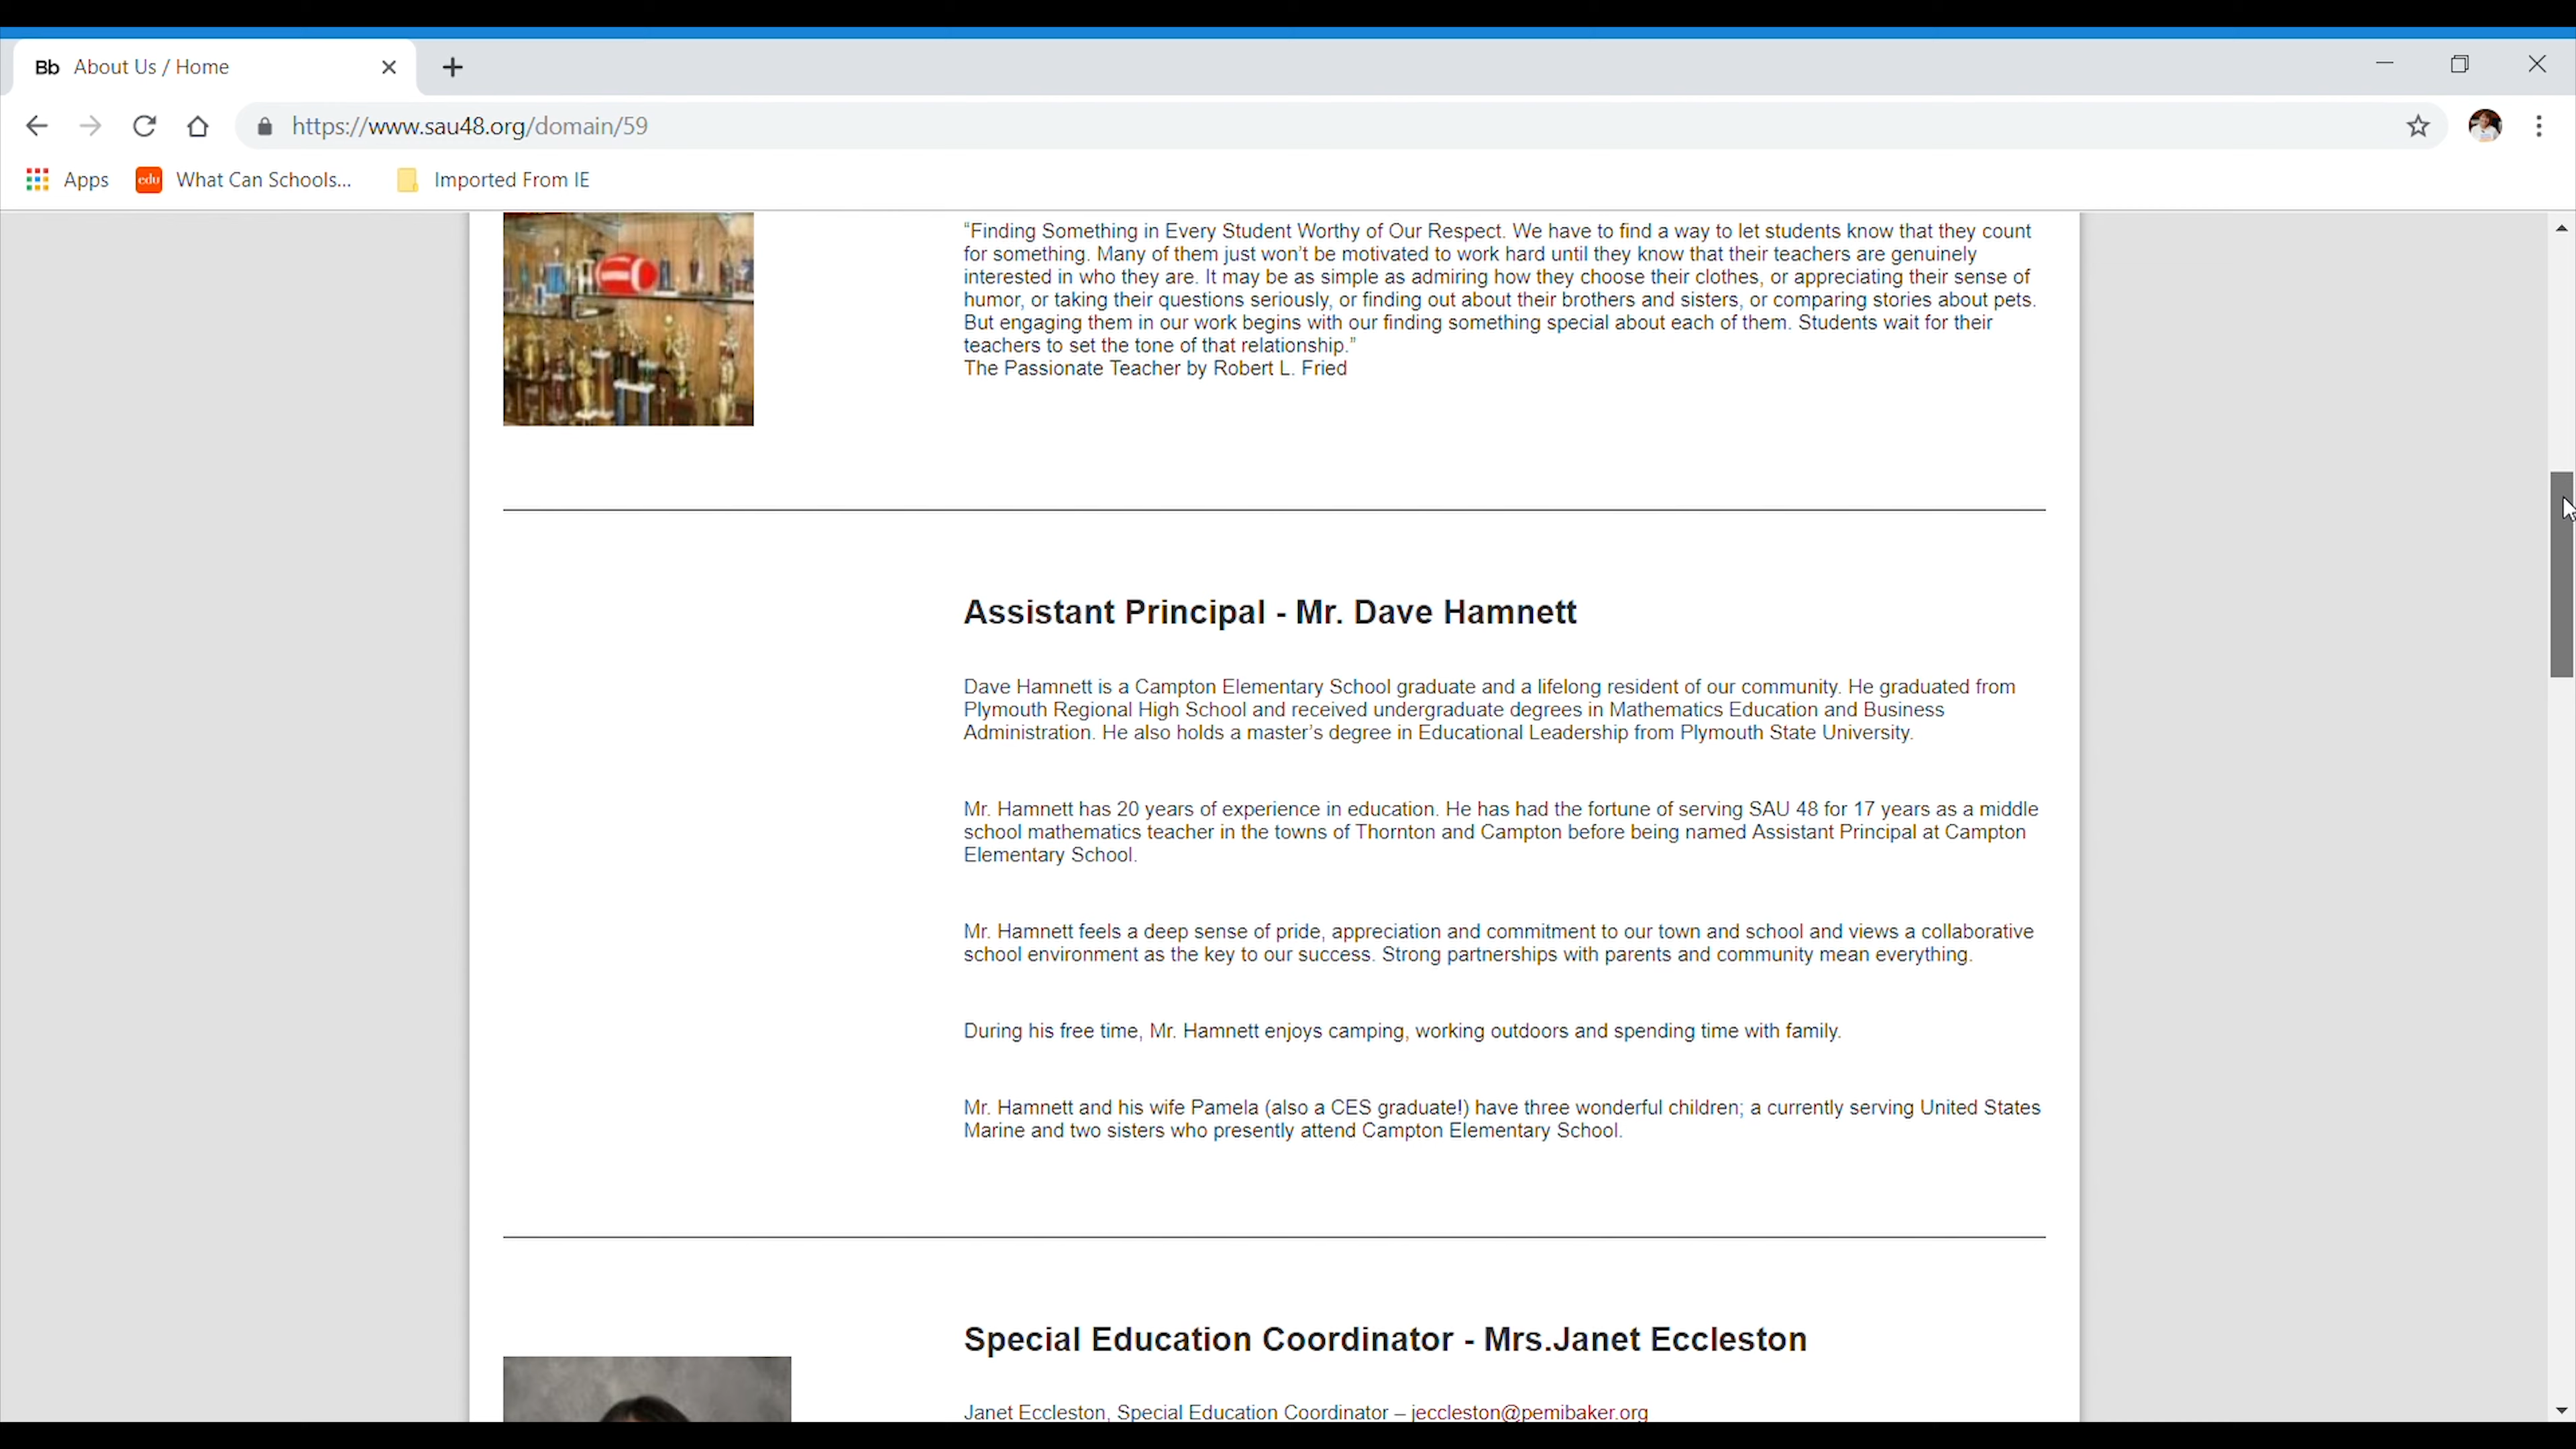 Bb About Us / Home
https://www.sau48.org/domain/59
Apps edu What Can Schools... Imported From IE
“Finding Something in Every Student Worthy of Our Respect. We have to find a way to let students know that they count
for something. Many of them just won’t be motivated to work hard until they know that their teachers are genuinely
interested in who they are. It may be as simple as admiring how they choose their clothes, or appreciating their sense of
humor, or taking their questions seriously, or finding out about their brothers and sisters, or comparing stories about pets.
But engaging them in our work begins with our finding something special about each of them. Students wait for their
teachers to set the tone of that relationship.”
The Passionate Teacher by Robert L. Fried
Assistant Principal - Mr. Dave Hamnett
Dave Hamnett is a Campton Elementary School graduate and a lifelong resident of our community. He graduated from
Plymouth Regional High School and received undergraduate degrees in Mathematics Education and Business
Administration. He also holds a master’s degree in Educational Leadership from Plymouth State University.
Mr. Hamnett has 20 years of experience in education. He has had the fortune of serving SAU 48 for 17 years as a middle
school mathematics teacher in the towns of Thornton and Campton before being named Assistant Principal at Campton
Elementary School.
Mr. Hamnett feels a deep sense of pride, appreciation and commitment to our town and school and views a collaborative
school environment as the key to our success. Strong partnerships with parents and community mean everything.
During his free time, Mr. Hamnett enjoys camping, working outdoors and spending time with family.
Mr. Hamnett and his wife Pamela (also a CES graduate!) have three wonderful children; a currently serving United States
Marine and two sisters who presently attend Campton Elementary School.
Special Education Coordinator - Mrs.Janet Eccleston
Janet Eccleston, Special Education Coordinator – jeccleston@pemibaker.org